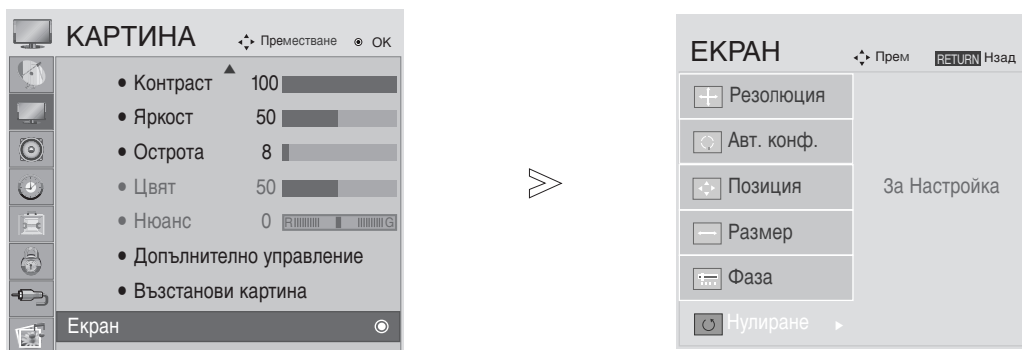 КАРТИНА Преместване OK
• Контраст 100
• Яркост 50
• Острота 8
• Цвят 50
• Нюанс 0 R G
• Допълнително управление
• Възстанови картина
Екран
ЕКРАН Прем RETURN Нзад
Резолюция
Авт. конф.
Позиция За Настройка
Размер
Фаза
Нулиране